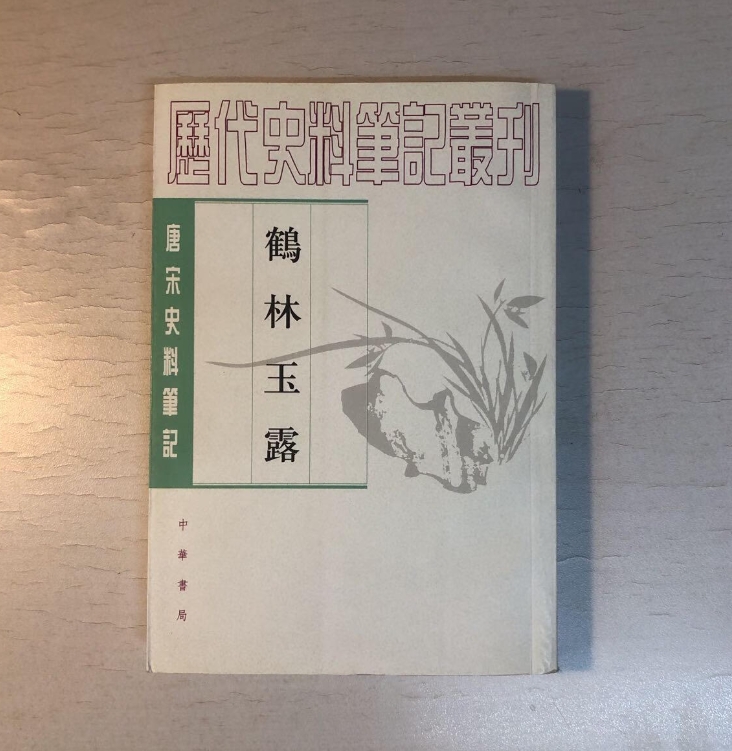 歷代史料筆記叢刊
唐宋史料筆記
鶴林玉露
中華書局